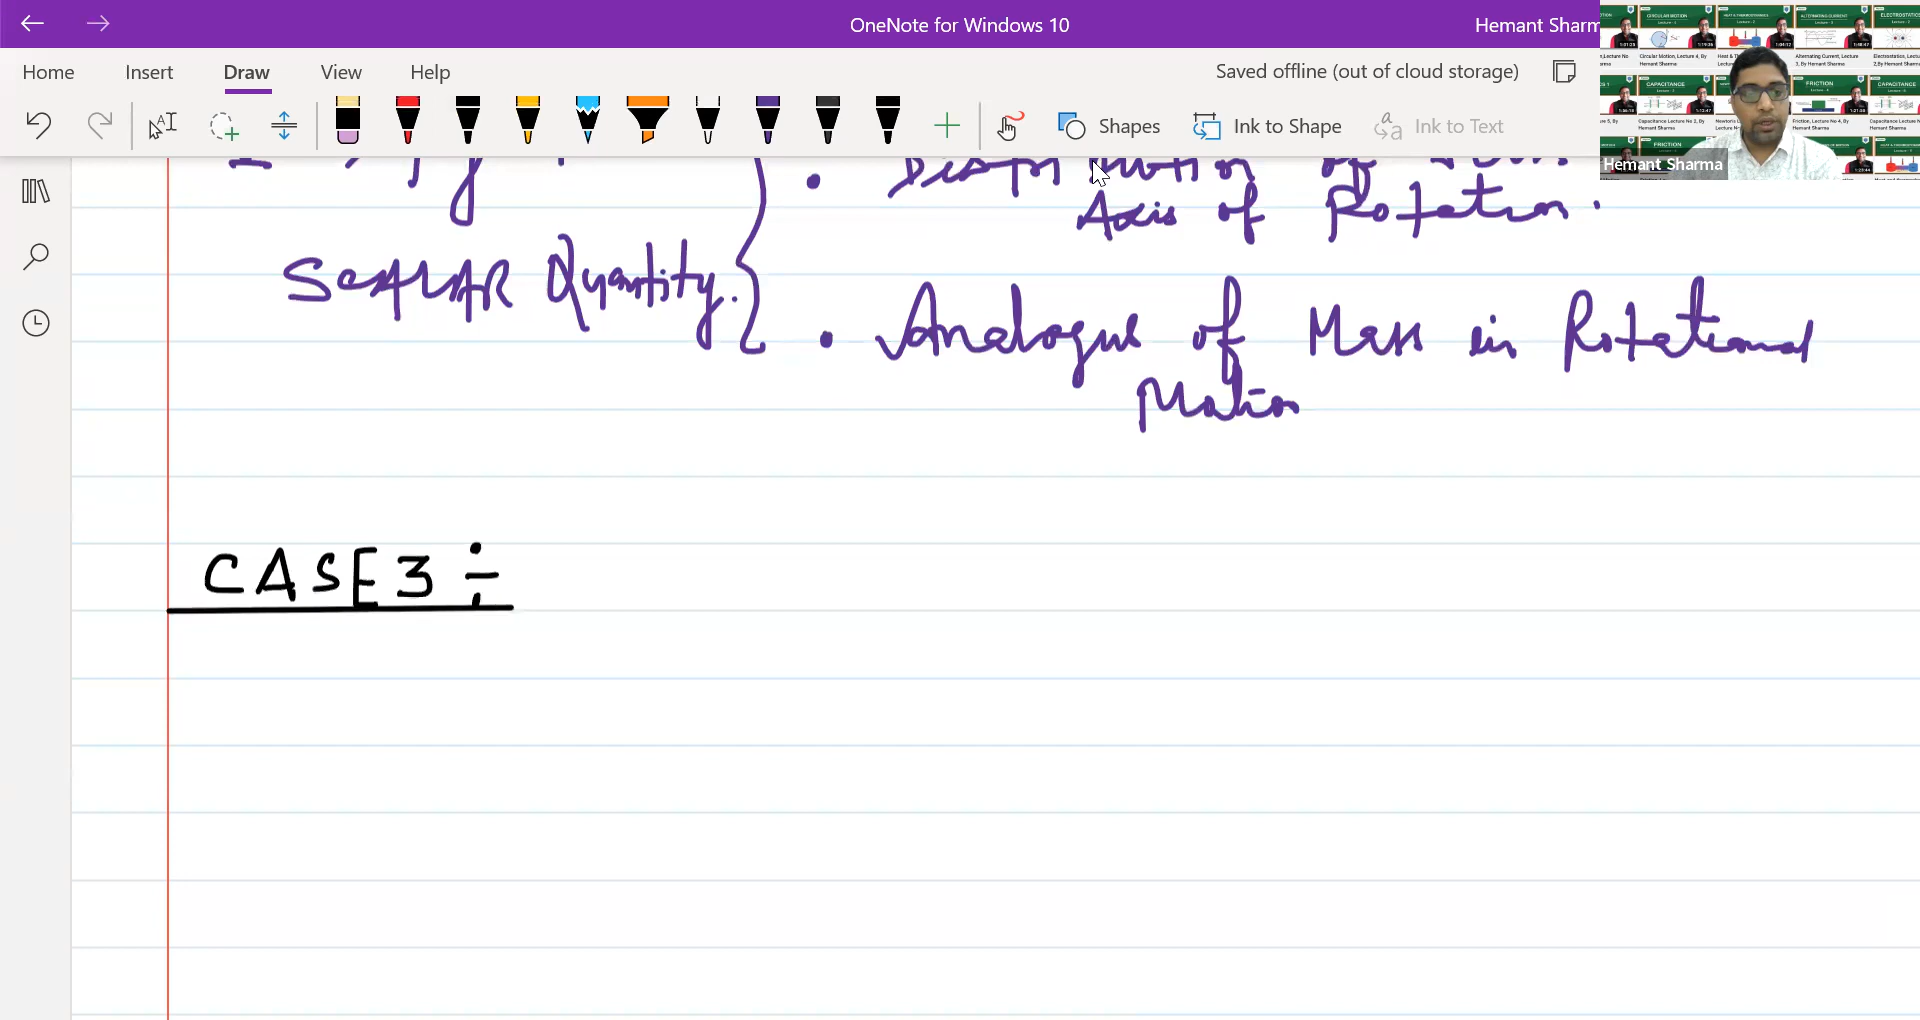 OneNote for Windows 10
Hemant Sharm
Home Insert Draw View Help
Saved offline (out of cloud storage)
Shapes
Ink to Shape
Ink to Text
Hemant Sharma
Axis of Rotation.
SCALAR Quantity.
• Analogue of Mass in Rotational
Motion
CASE 3 ÷